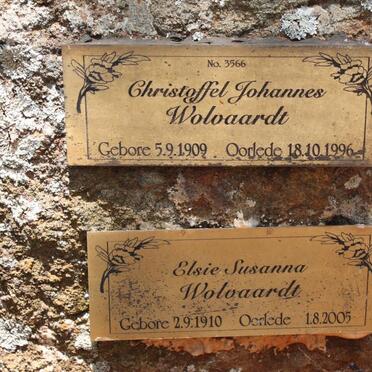 No. 3566
Christoffel Johannes
Wolvaardt
Gebore 5.9.1909 Oorlede 18.10.1996
Elsie Susanna
Wolvaardt
Gebore 2.9.1910 Oorlede 1.8.2005